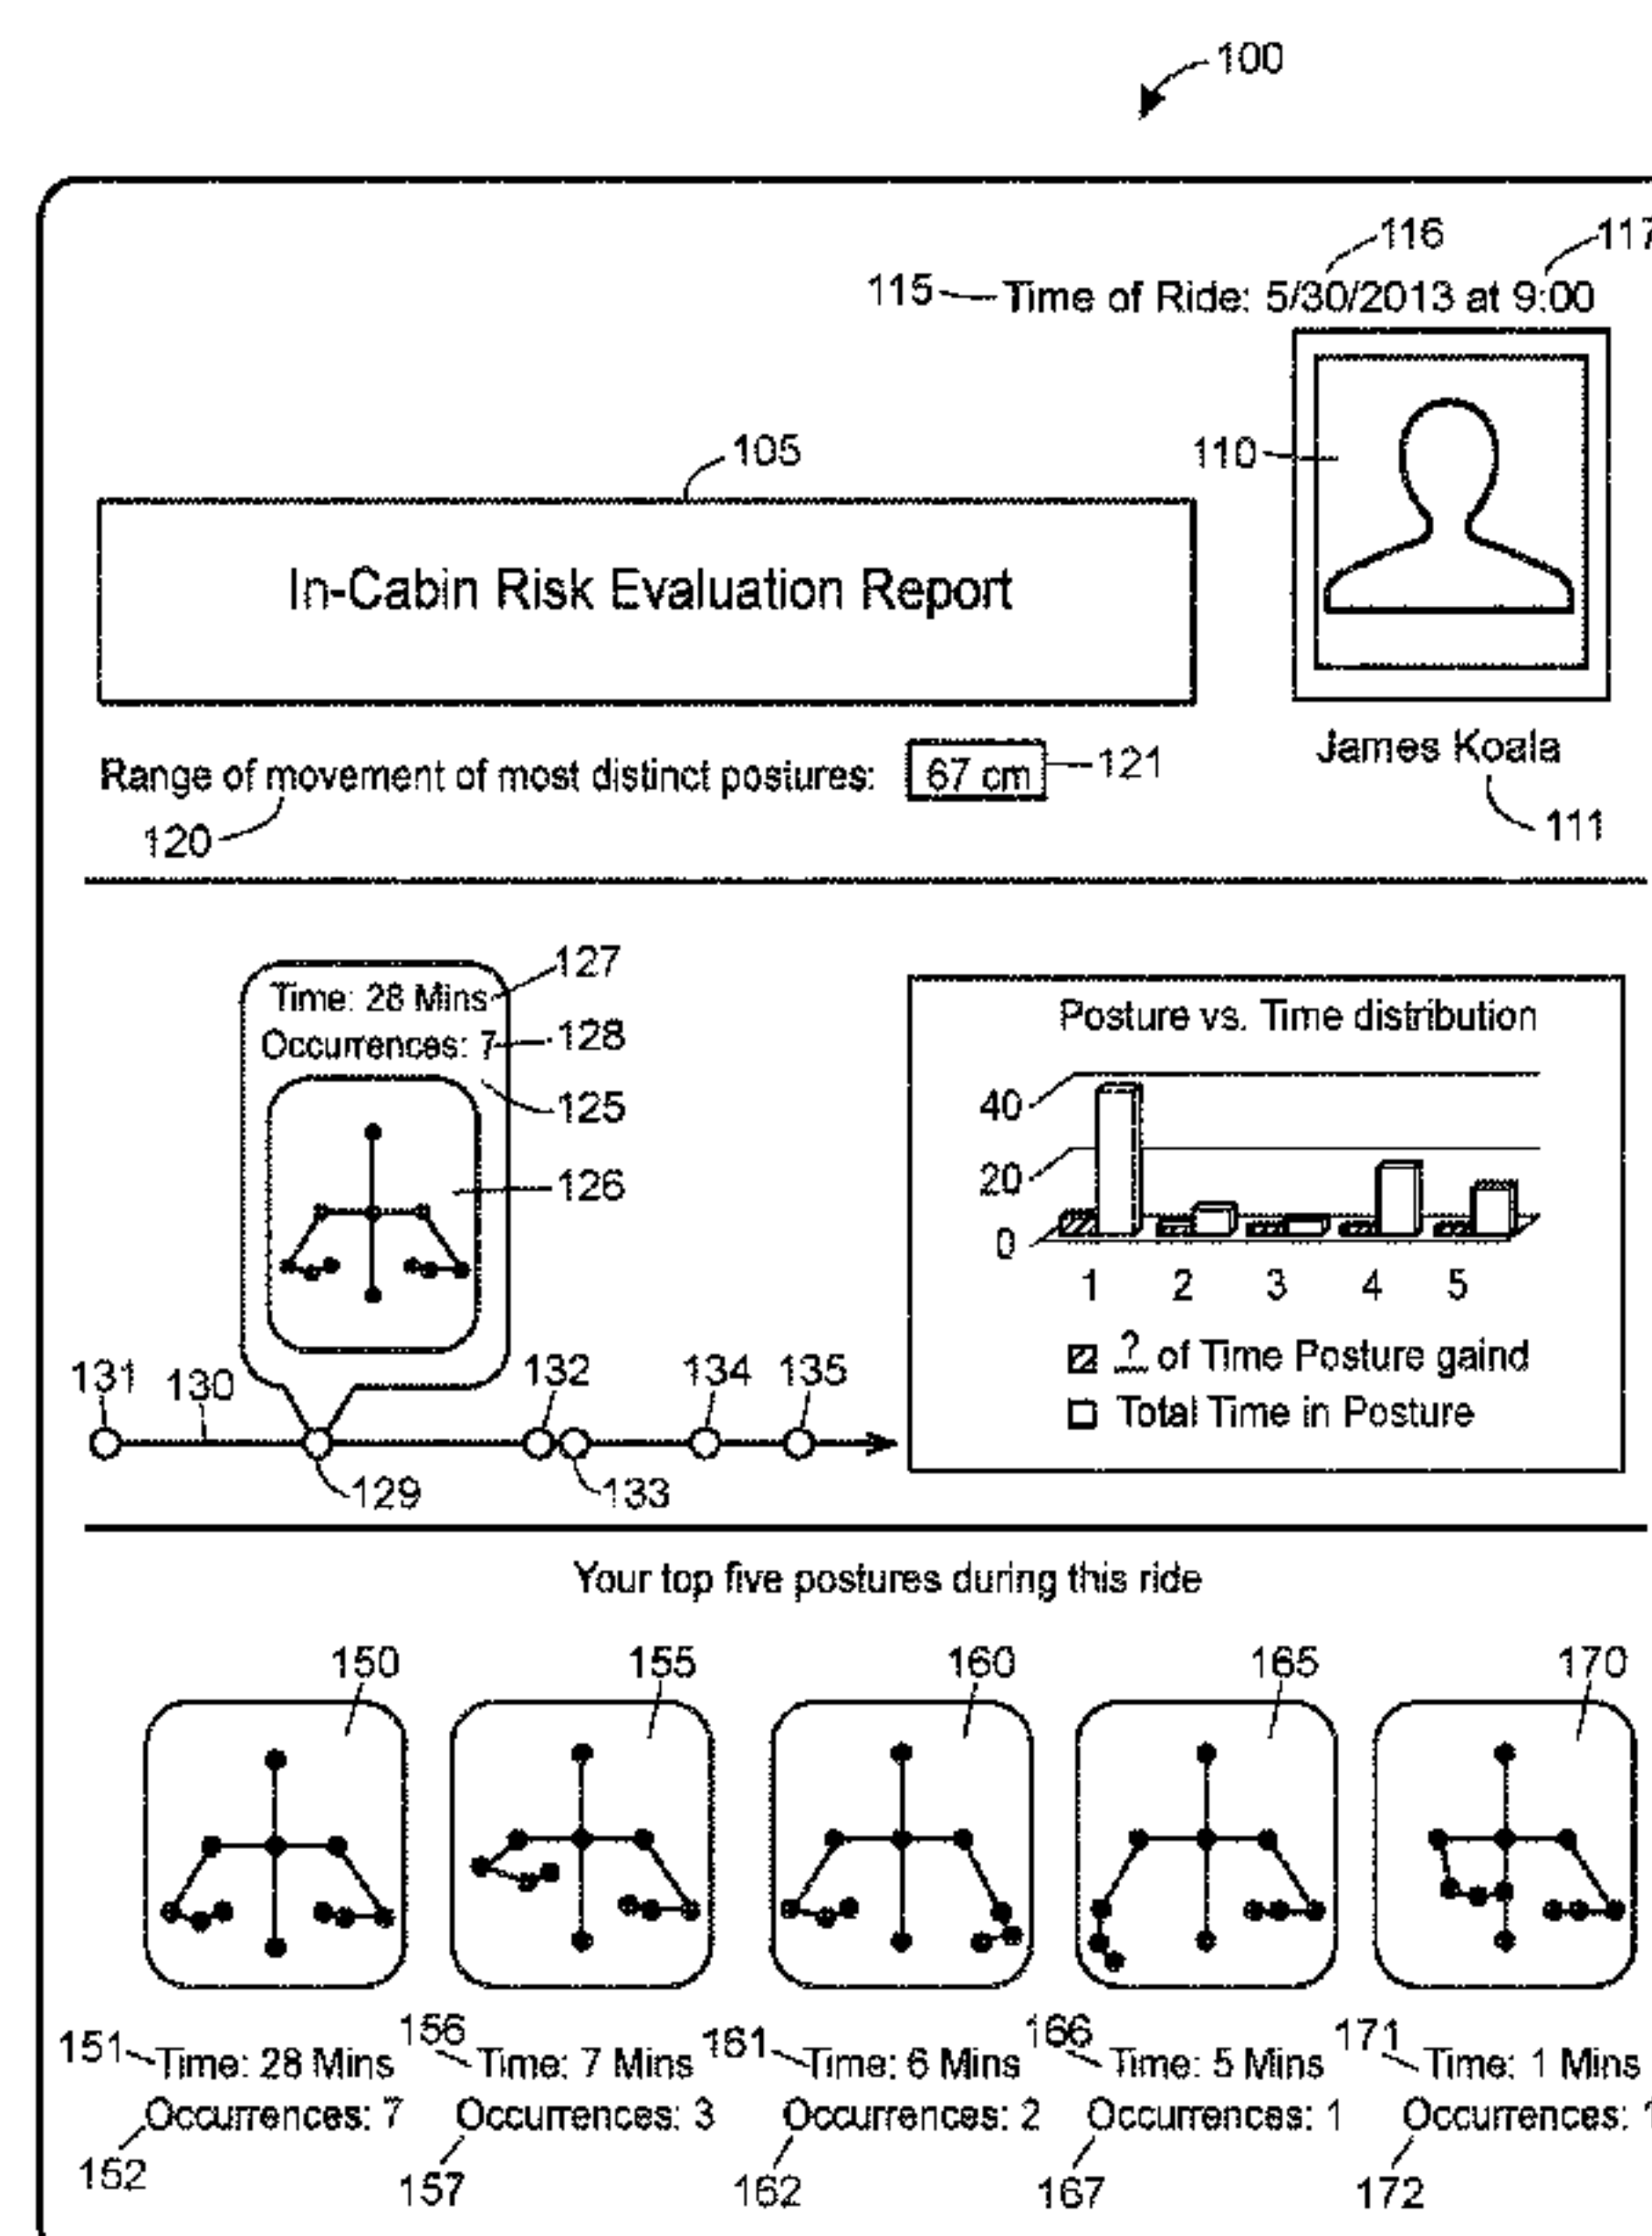 100
116
117
115 Time of Ride: 5/30/2013 at 9:00
110
105
In-Cabin Risk Evaluation Report
James Koala
111
Range of movement of most distinct postures: 67 cm 121
120
127
Time: 28 Mins
Occurrences: 7 128
125
126
131 130 132 134 135
129 133
Posture vs. Time distribution
40
20
0
1 2 3 4 5
? of Time Posture gaind
Total Time in Posture
Your top five postures during this ride
150 155 160 165 170
151 Time: 28 Mins 156 Time: 7 Mins 161 Time: 6 Mins 166 Time: 5 Mins 171 Time: 1 Mins
Occurrences: 7 Occurrences: 3 Occurrences: 2 Occurrences: 1 Occurrences: 1
152 157 162 167 172